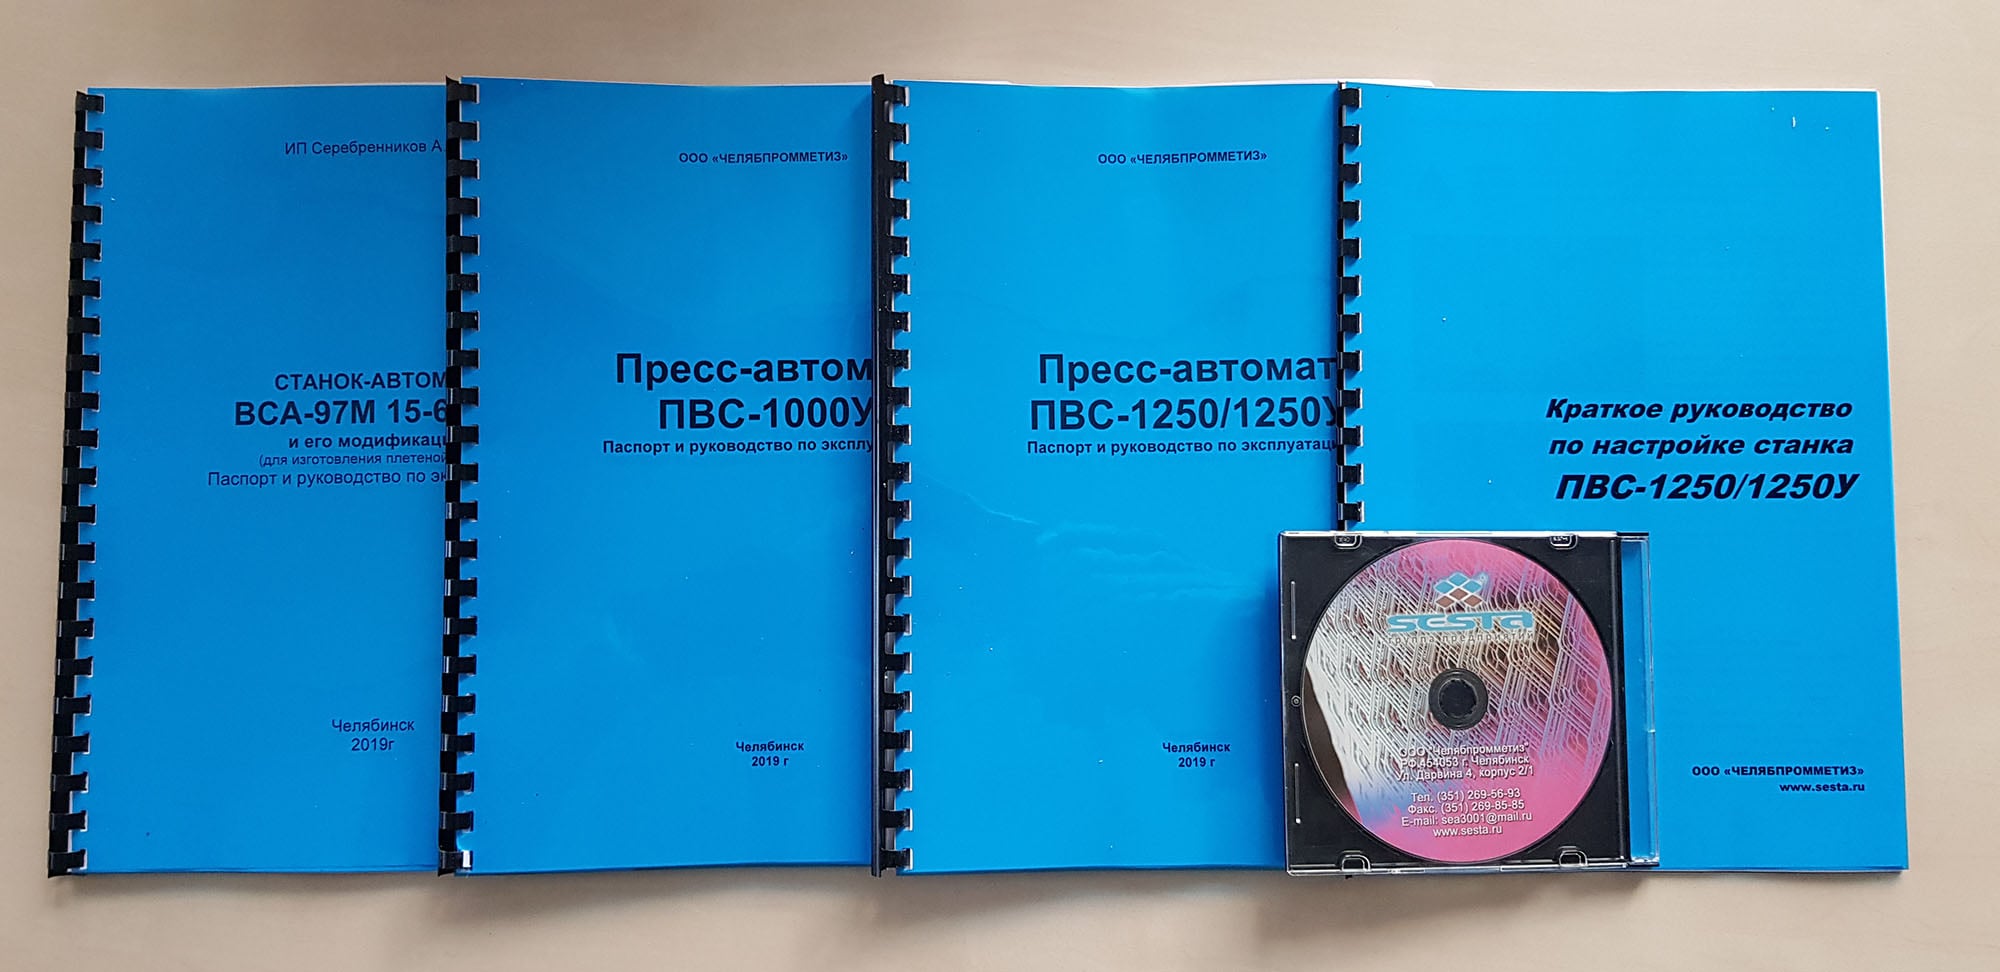 ИП Серебренников А.
СТАНОК-АВТОМ
ВСА-97М 15-6
и его модификац
(для изготовления плетеной
Паспорт и руководство по эк
Челябинск
2019г
ООО «ЧЕЛЯБПРОММЕТИЗ»
Пресс-автом
ПВС-1000У
Паспорт и руководство по эксплу
Челябинск
2019 г
ООО «ЧЕЛЯБПРОММЕТИЗ»
Пресс-автомат
ПВС-1250/1250У
Паспорт и руководство по эксплуатаци
Челябинск
2019 г
Краткое руководство
по настройке станка
ПВС-1250/1250У
ООО «ЧЕЛЯБПРОММЕТИЗ»
www.sesta.ru
sesta
группа предприятий
ООО "Челябпромметиз"
РФ.454053 г. Челябинск
Ул. Дарвина 4, корпус 2/1
Тел. (351) 269-56-93
Факс. (351) 269-85-85
E-mail: sea3001@mail.ru
www.sesta.ru